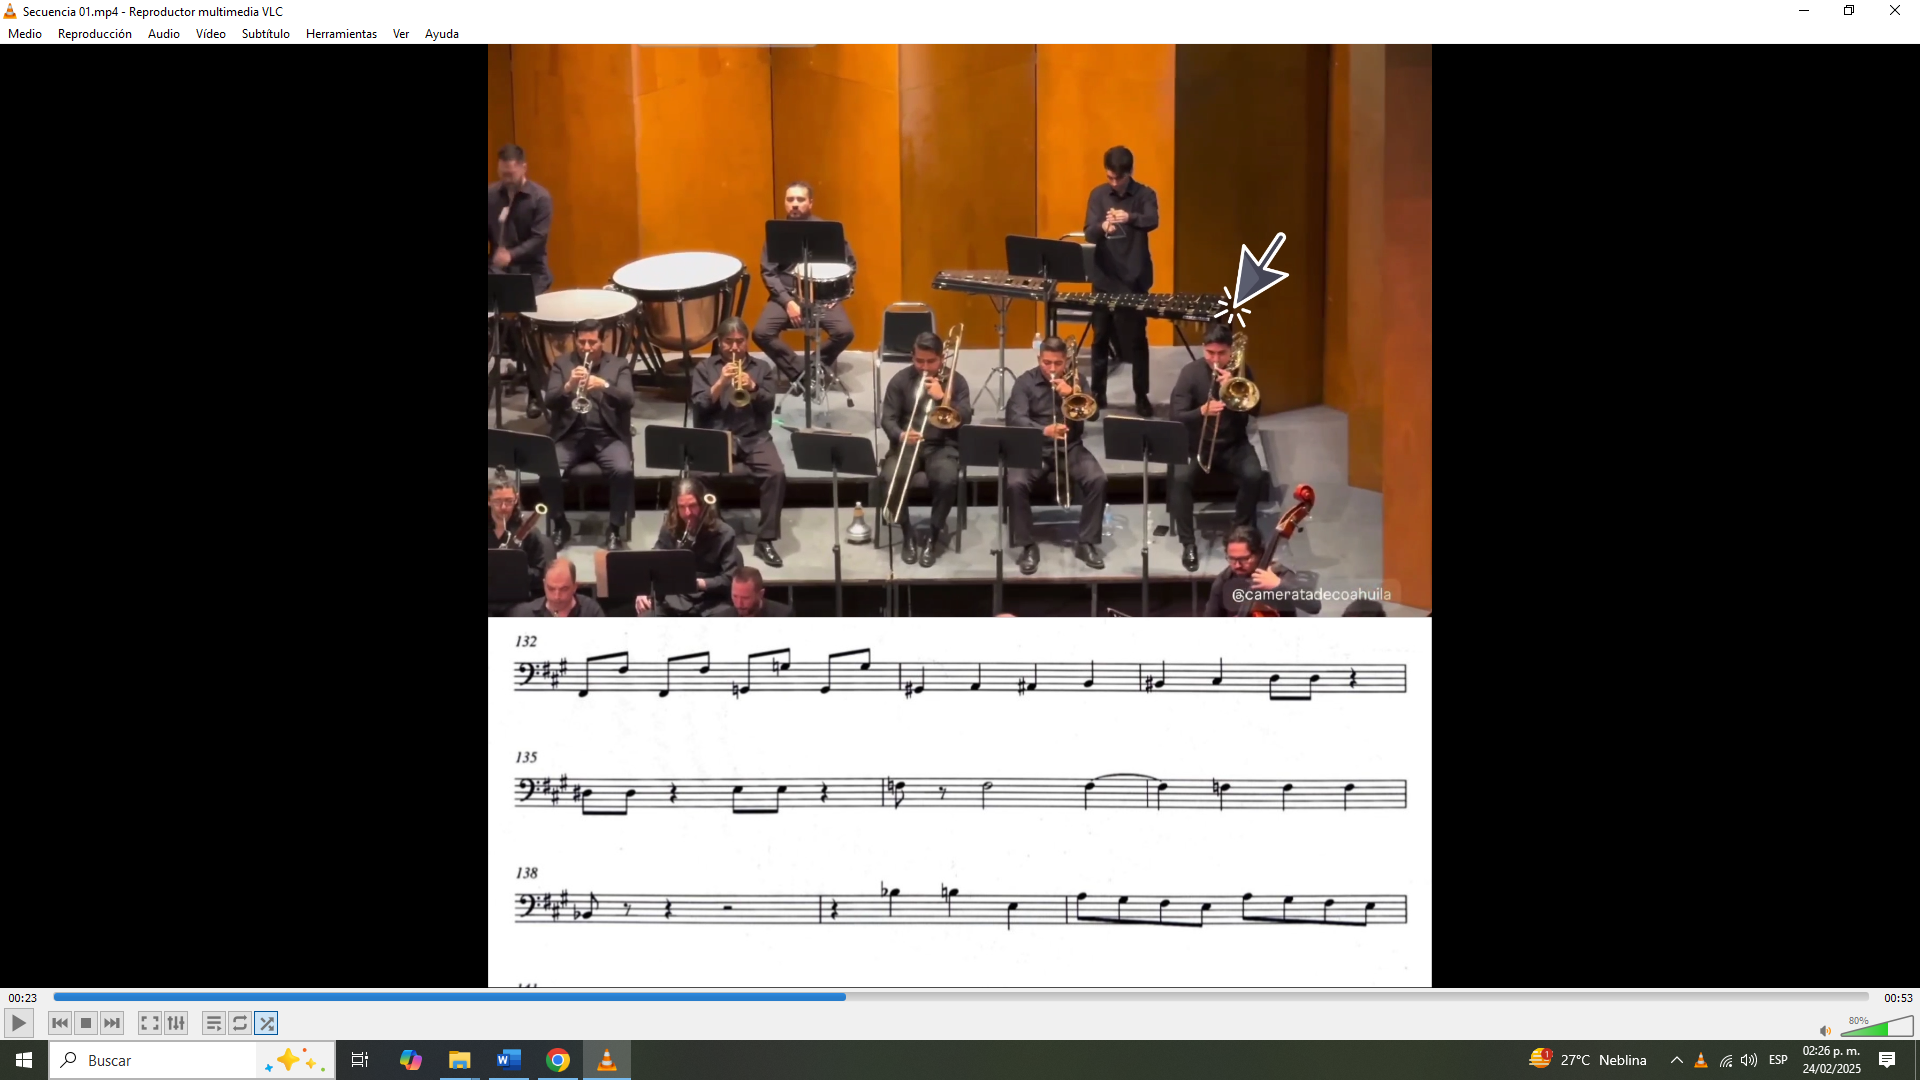 Secuencia 01.mp4 - Reproductor multimedia VLC
Medio Reproducción Audio Vídeo Subtítulo Herramientas Ver Ayuda
@cameratadecoahuila
132
135
138
00:23
00:53
80%
Buscar
27°C Neblina
ESP
02:26 p. m.
24/02/2025